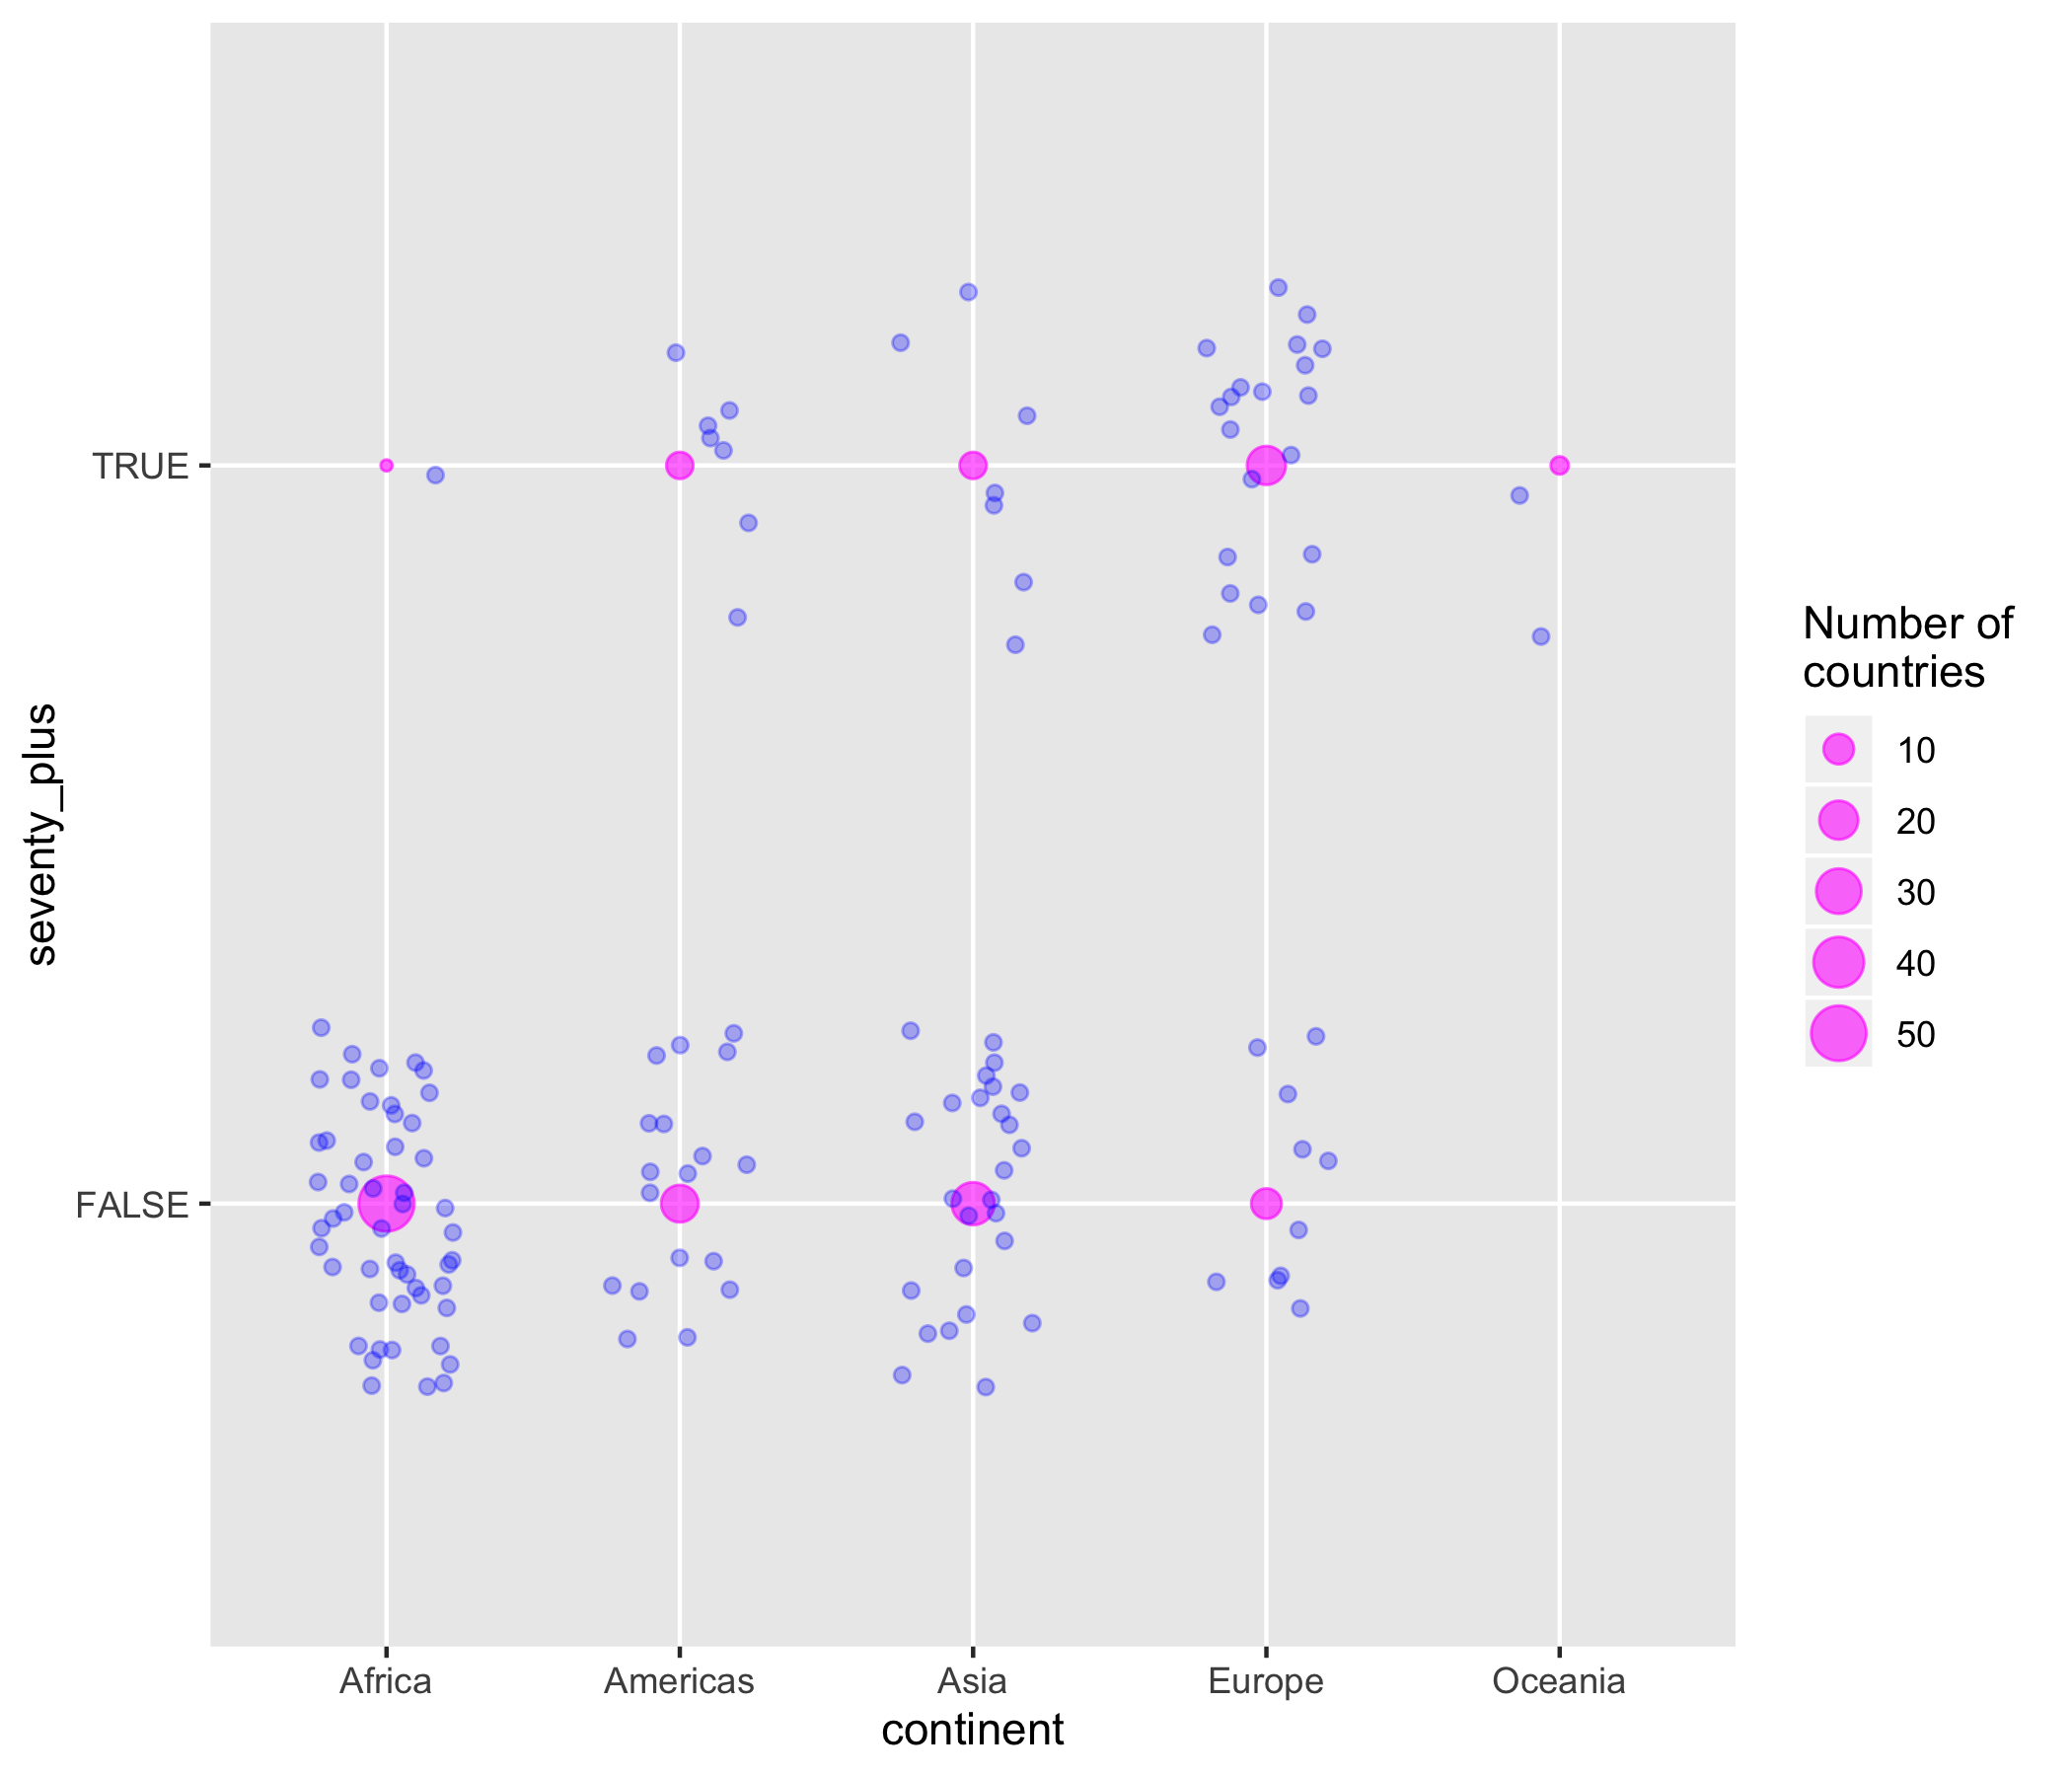 seventy_plus
TRUE
FALSE
Africa
Americas
Asia
Europe
Oceania
continent
Number of
countries
10
20
30
40
50